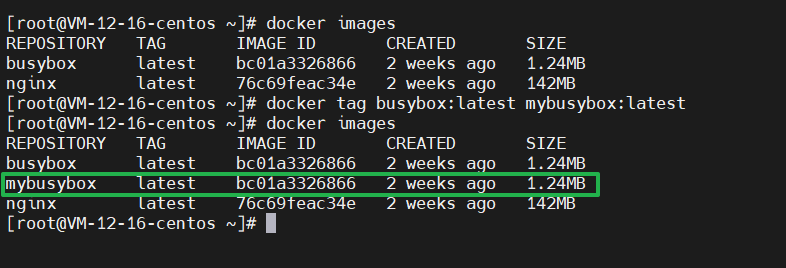 [root@VM-12-16-centos ~]# docker images
REPOSITORY TAG IMAGE ID CREATED SIZE
busybox latest bc01a3326866 2 weeks ago 1.24MB
nginx latest 76c69feac34e 2 weeks ago 142MB
[root@VM-12-16-centos ~]# docker tag busybox:latest mybusybox:latest
[root@VM-12-16-centos ~]# docker images
REPOSITORY TAG IMAGE ID CREATED SIZE
busybox latest bc01a3326866 2 weeks ago 1.24MB
mybusybox latest bc01a3326866 2 weeks ago 1.24MB
nginx latest 76c69feac34e 2 weeks ago 142MB
[root@VM-12-16-centos ~]#